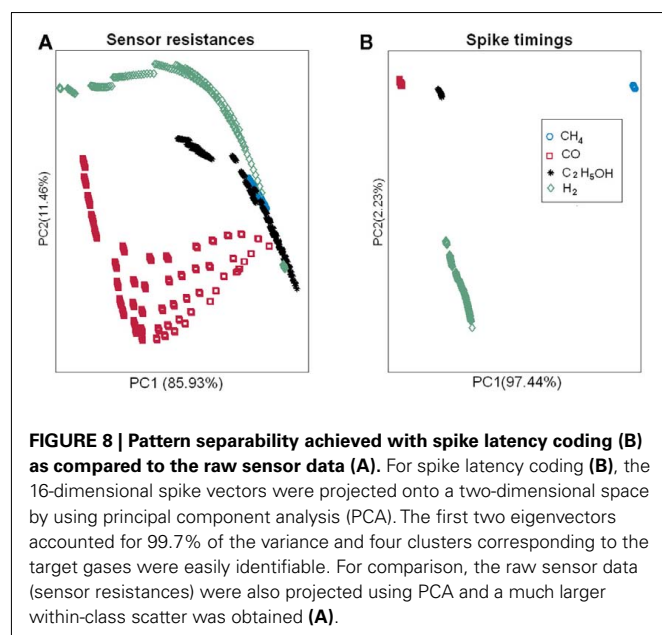 A
Sensor resistances
PC2(11.46%)
PC1 (85.93%)
B
Spike timings
CH4
CO
C2H5OH
H2
PC2(2.23%)
PC1(97.44%)
FIGURE 8 | Pattern separability achieved with spike latency coding (B)
as compared to the raw sensor data (A). For spike latency coding (B), the
16-dimensional spike vectors were projected onto a two-dimensional space
by using principal component analysis (PCA). The first two eigenvectors
accounted for 99.7% of the variance and four clusters corresponding to the
target gases were easily identifiable. For comparison, the raw sensor data
(sensor resistances) were also projected using PCA and a much larger
within-class scatter was obtained (A).